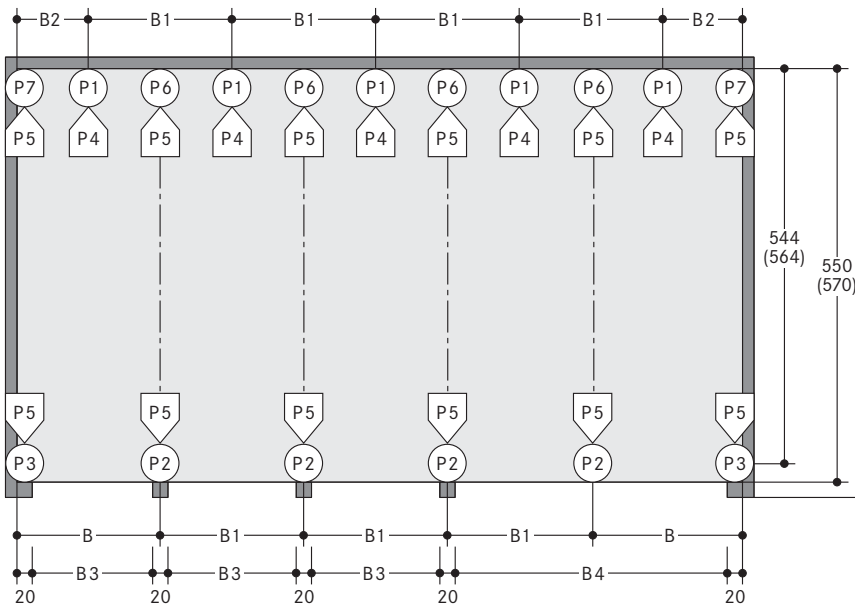 B2 B1 B1 B1 B1 B2
P7 P1 P6 P1 P6 P1 P6 P1 P6 P1 P7
P5 P4 P5 P4 P5 P4 P5 P4 P5 P4 P5
544
(564)
550
(570)
P5 P5 P5 P5 P5 P5
P3 P2 P2 P2 P2 P3
B B1 B1 B1 B
B3 B3 B3 B4
20 20 20 20 20